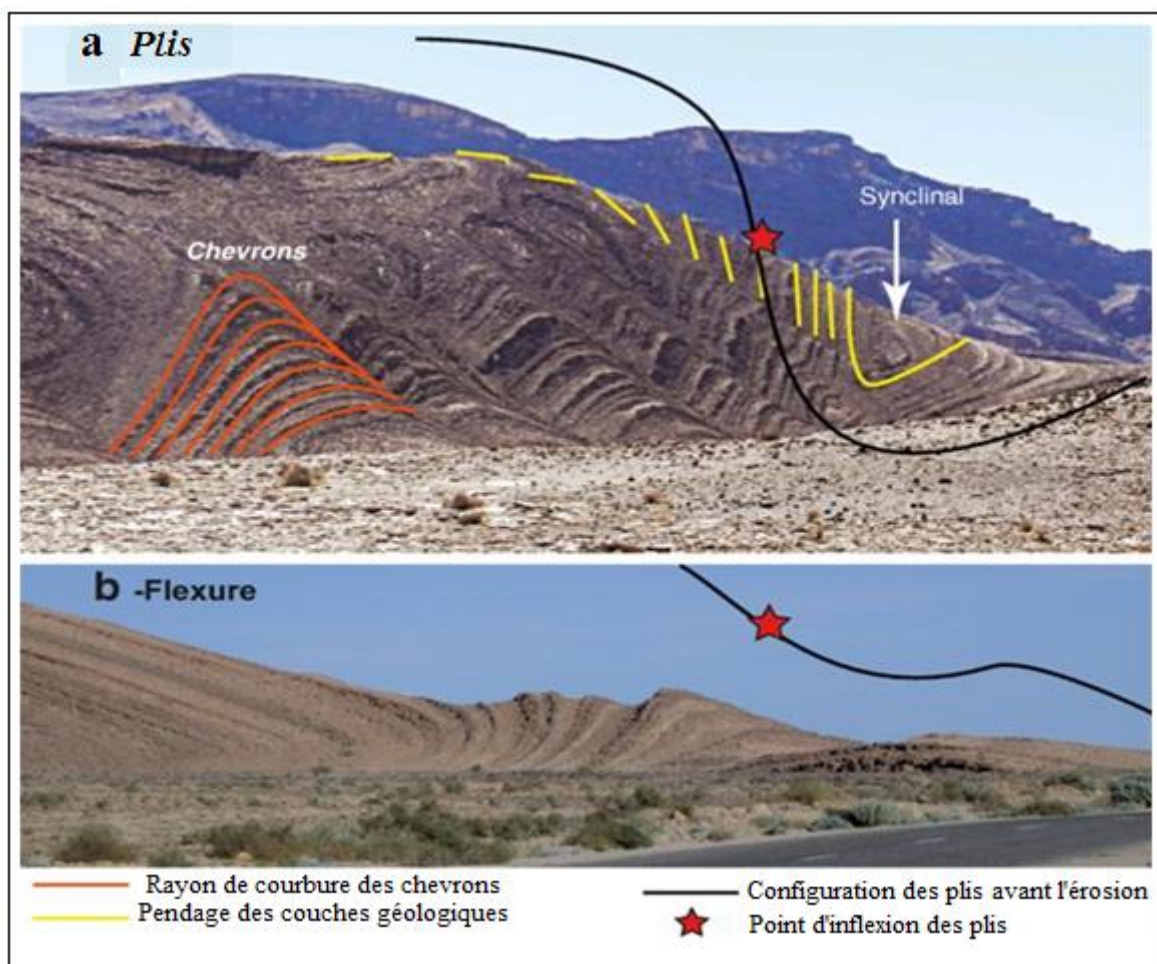 a Plis
Synclinal
Chevrons
b -Flexure
Rayon de courbure des chevrons
Pendage des couches géologiques
Configuration des plis avant l'érosion
Point d'inflexion des plis